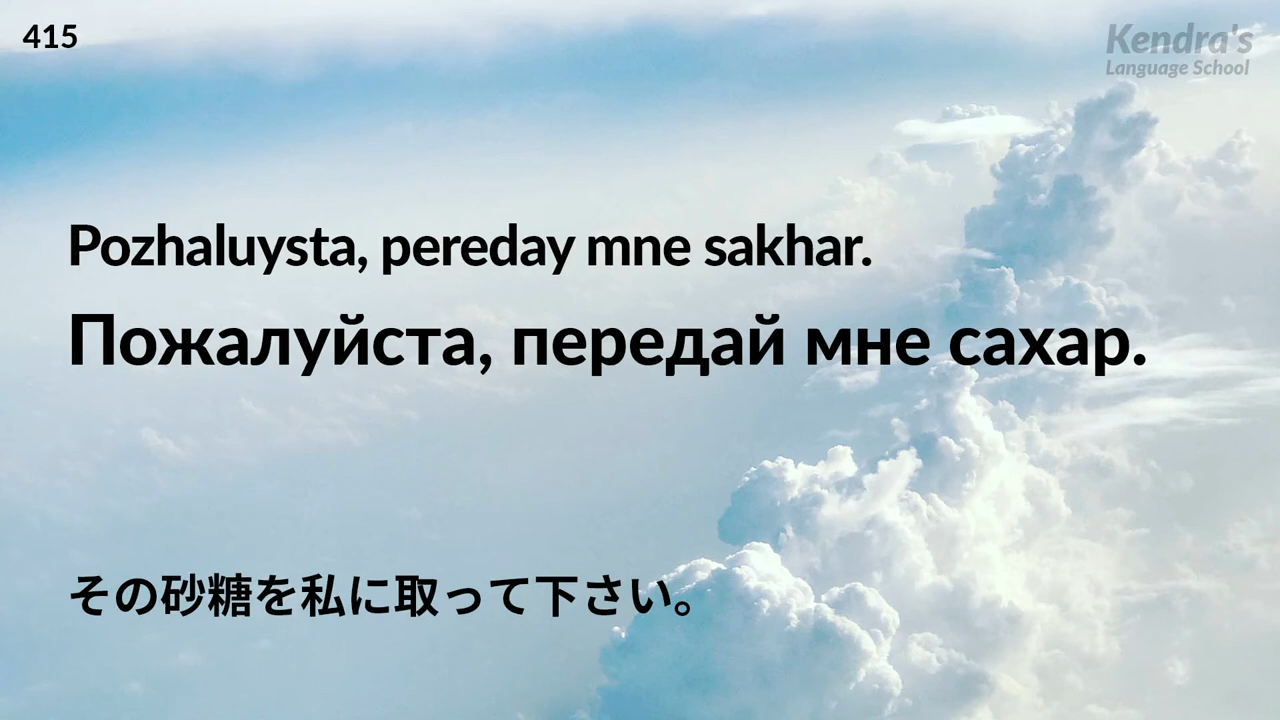 415
Kendra's
Language School
Pozhaluysta, pereday mne sakhar.
Пожалуйста, передай мне сахар.
その砂糖を私に取って下さい。